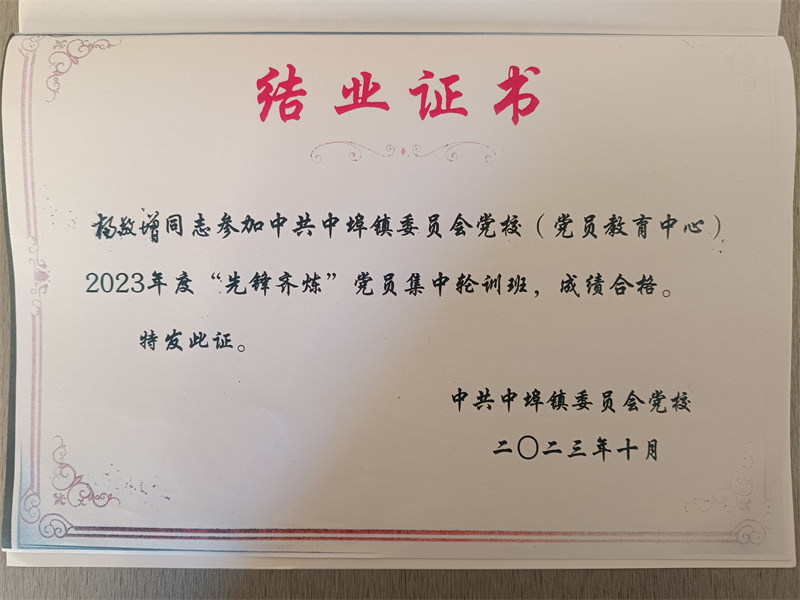 结业证书
杨敬增同志参加中共中埠镇委员会党校（党员教育中心）
2023年度“先锋齐炼”党员集中轮训班，成绩合格。
特发此证。
中共中埠镇委员会党校
二〇二三年十月